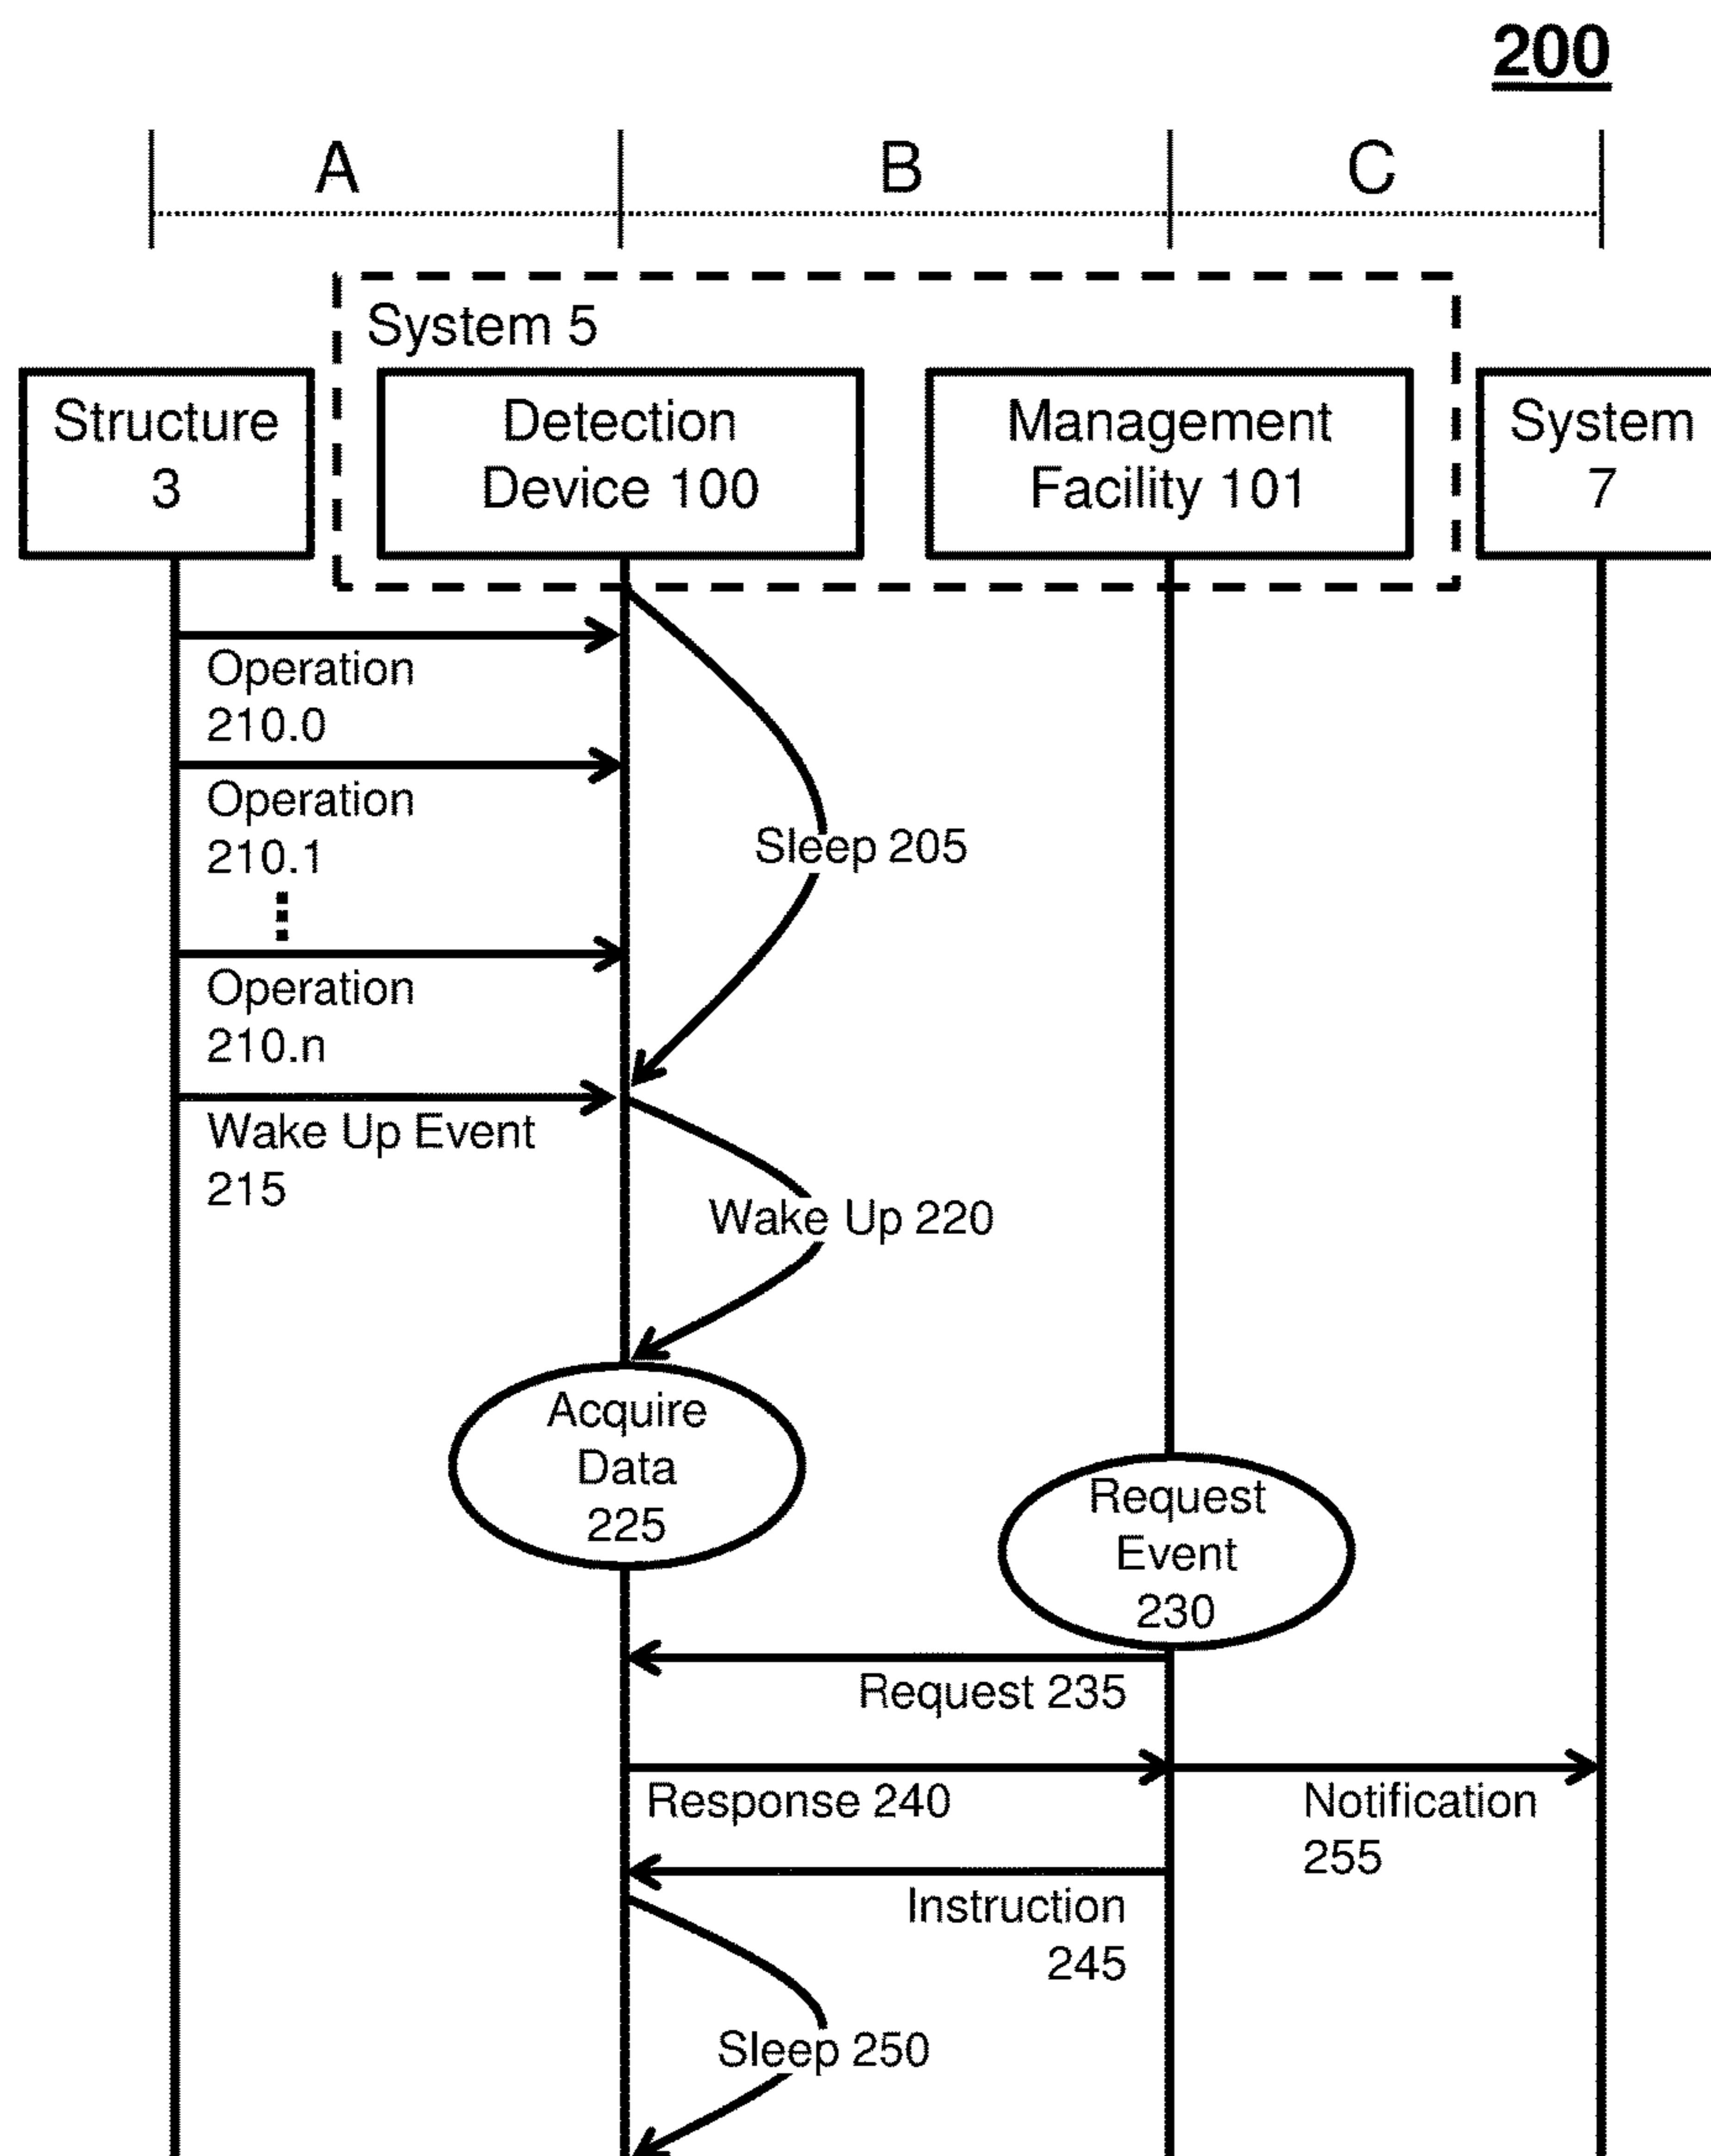 200
A
B
C
System 5
Structure
3
Detection
Device 100
Management
Facility 101
System
7
Operation
210.0
Operation
210.1
Sleep 205
Operation
210.n
Wake Up Event
215
Wake Up 220
Acquire
Data
225
Request
Event
230
Request 235
Response 240
Notification
255
Instruction
245
Sleep 250